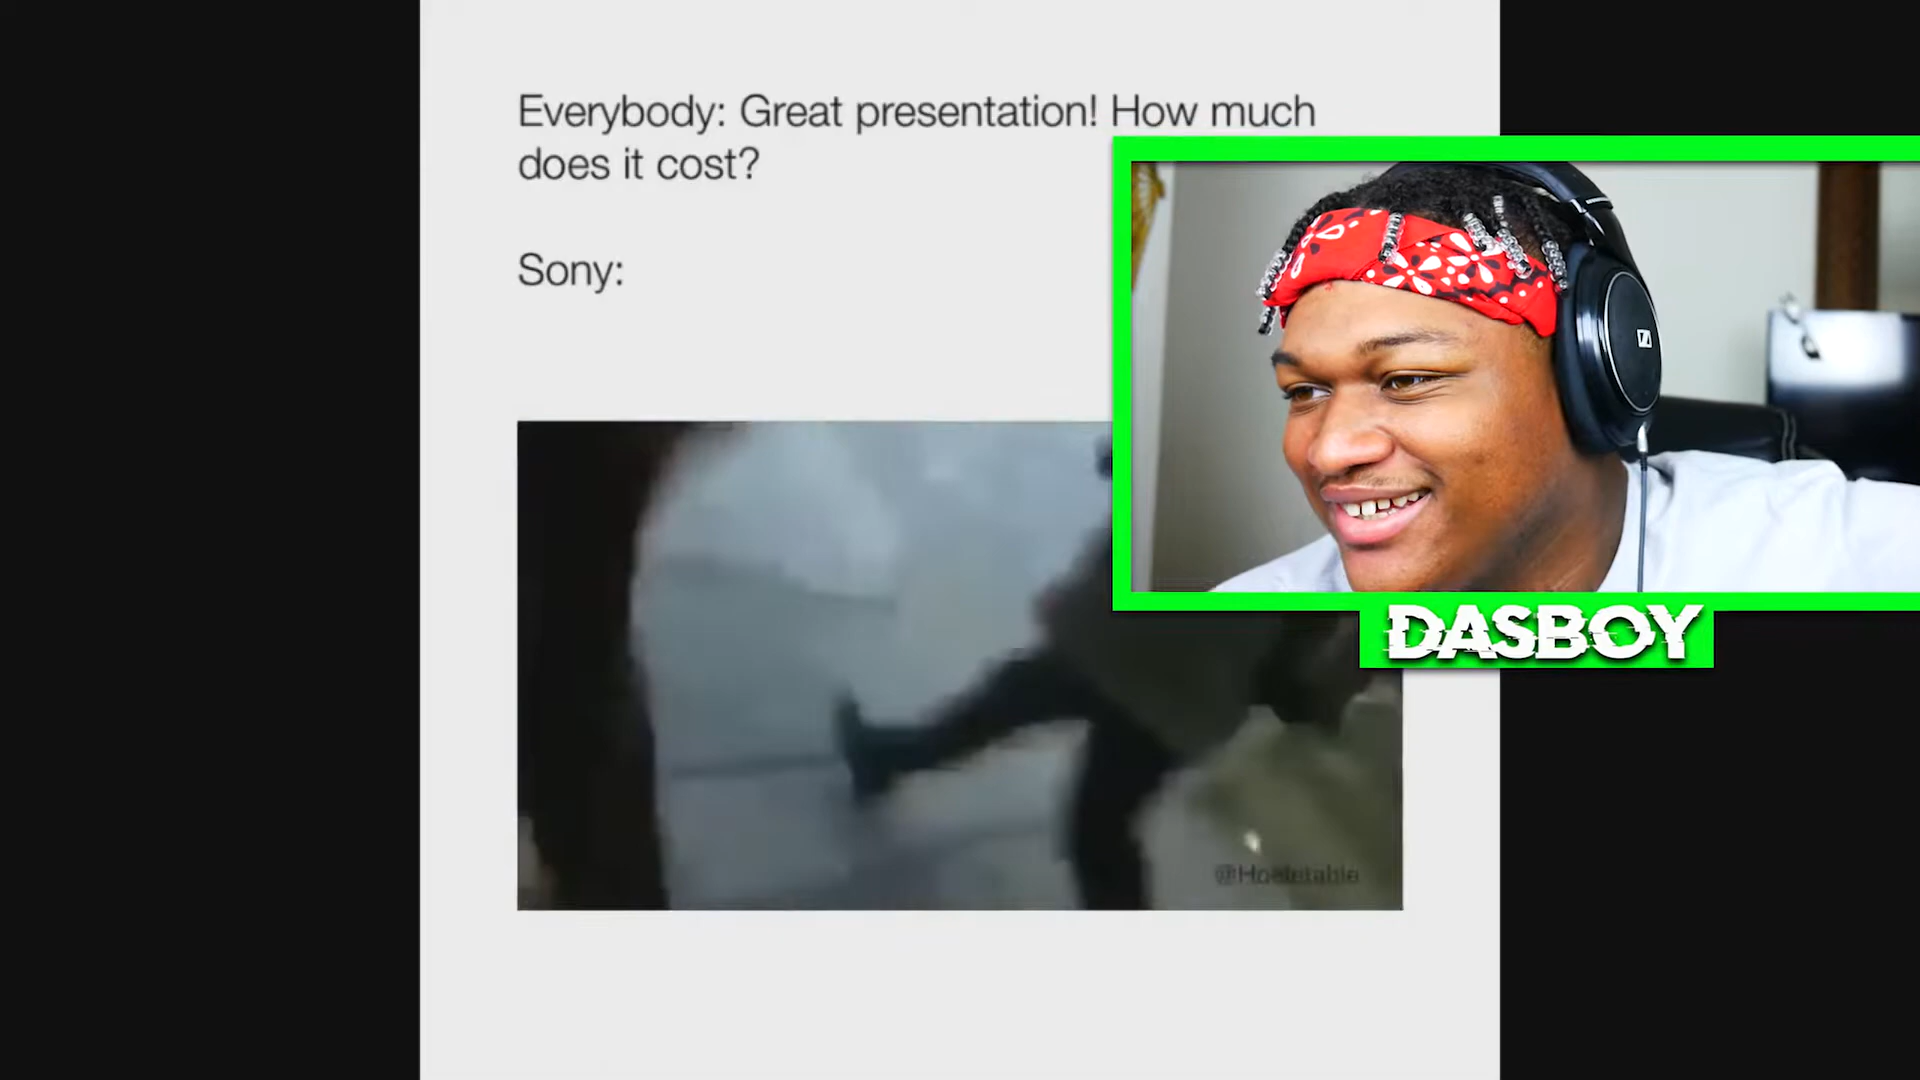 Everybody: Great presentation! How much
does it cost?
Sony:
DASBOY